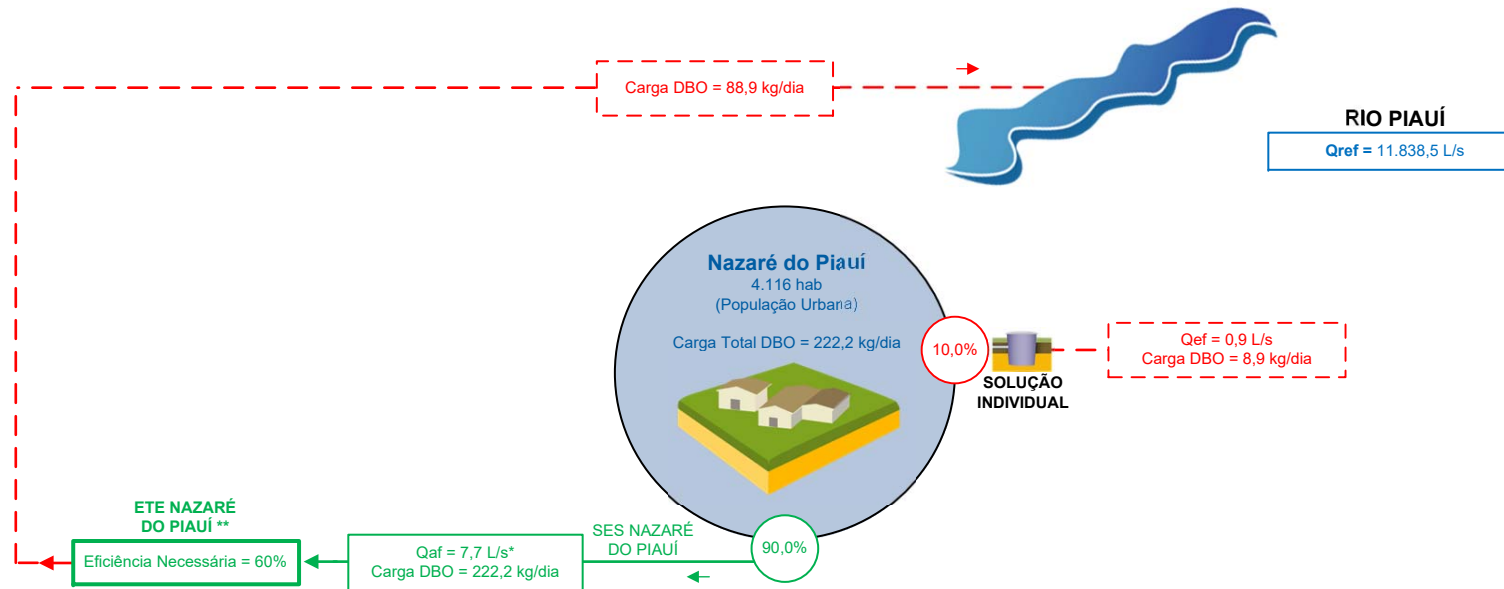 Carga DBO = 88,9 kg/dia
RIO PIAUÍ
Qref = 11.838,5 L/s
Nazaré do Piauí
4.116 hab
(População Urbana)
Carga Total DBO = 222,2 kg/dia
10,0%
SOLUÇÃO
INDIVIDUAL
Qef = 0,9 L/s
Carga DBO = 8,9 kg/dia
ETE NAZARÉ
DO PIAUÍ **
Eficiência Necessária = 60%
Qaf = 7,7 L/s*
Carga DBO = 222,2 kg/dia
SES NAZARÉ
DO PIAUÍ
90,0%